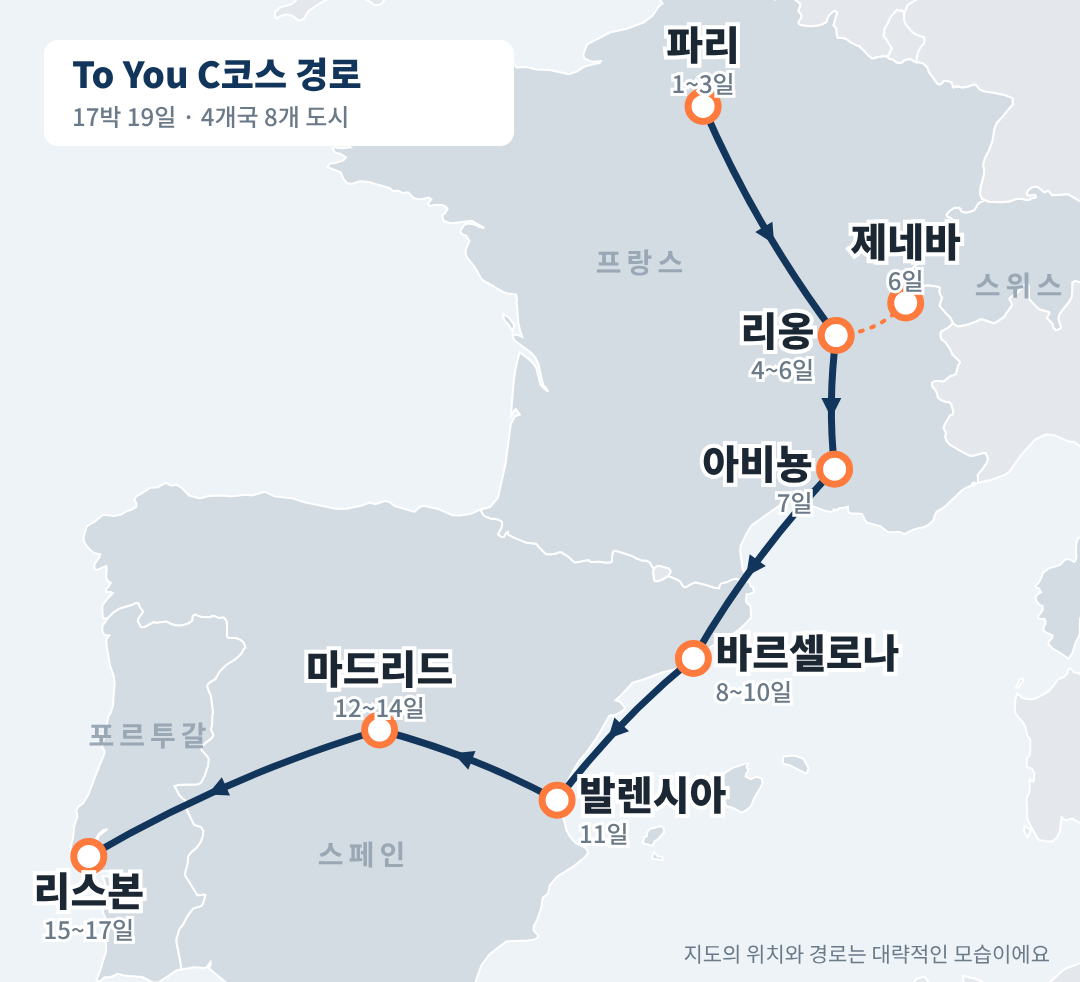 To You C코스 경로
17박 19일 · 4개국 8개 도시
파리
1~3일
제네바
6일
프랑스
스위스
리옹
4~6일
아비뇽
7일
바르셀로나
8~10일
마드리드
12~14일
포르투갈
발렌시아
11일
스페인
리스본
15~17일
지도의 위치와 경로는 대략적인 모습이에요